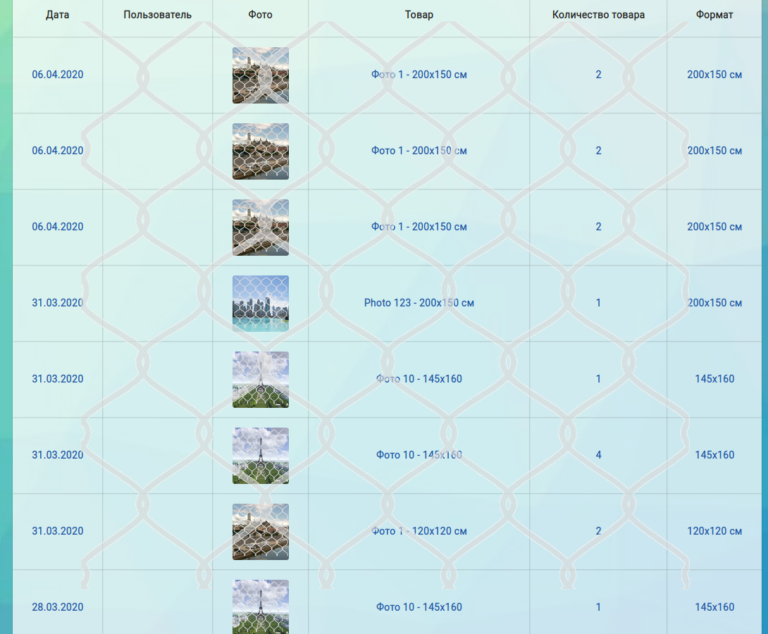 Дата Пользователь Фото Товар Количество товара Формат
06.04.2020 Фото 1 - 200x150 см 2 200x150 см
06.04.2020 Фото 1 - 200x150 см 2 200x150 см
06.04.2020 Фото 1 - 200x150 см 2 200x150 см
31.03.2020 Photo 123 - 200x150 см 1 200x150 см
31.03.2020 Фото 10 - 145x160 1 145x160
31.03.2020 Фото 10 - 145x160 4 145x160
31.03.2020 Фото 1 - 120x120 см 2 120x120 см
28.03.2020 Фото 10 - 145x160 1 145x160